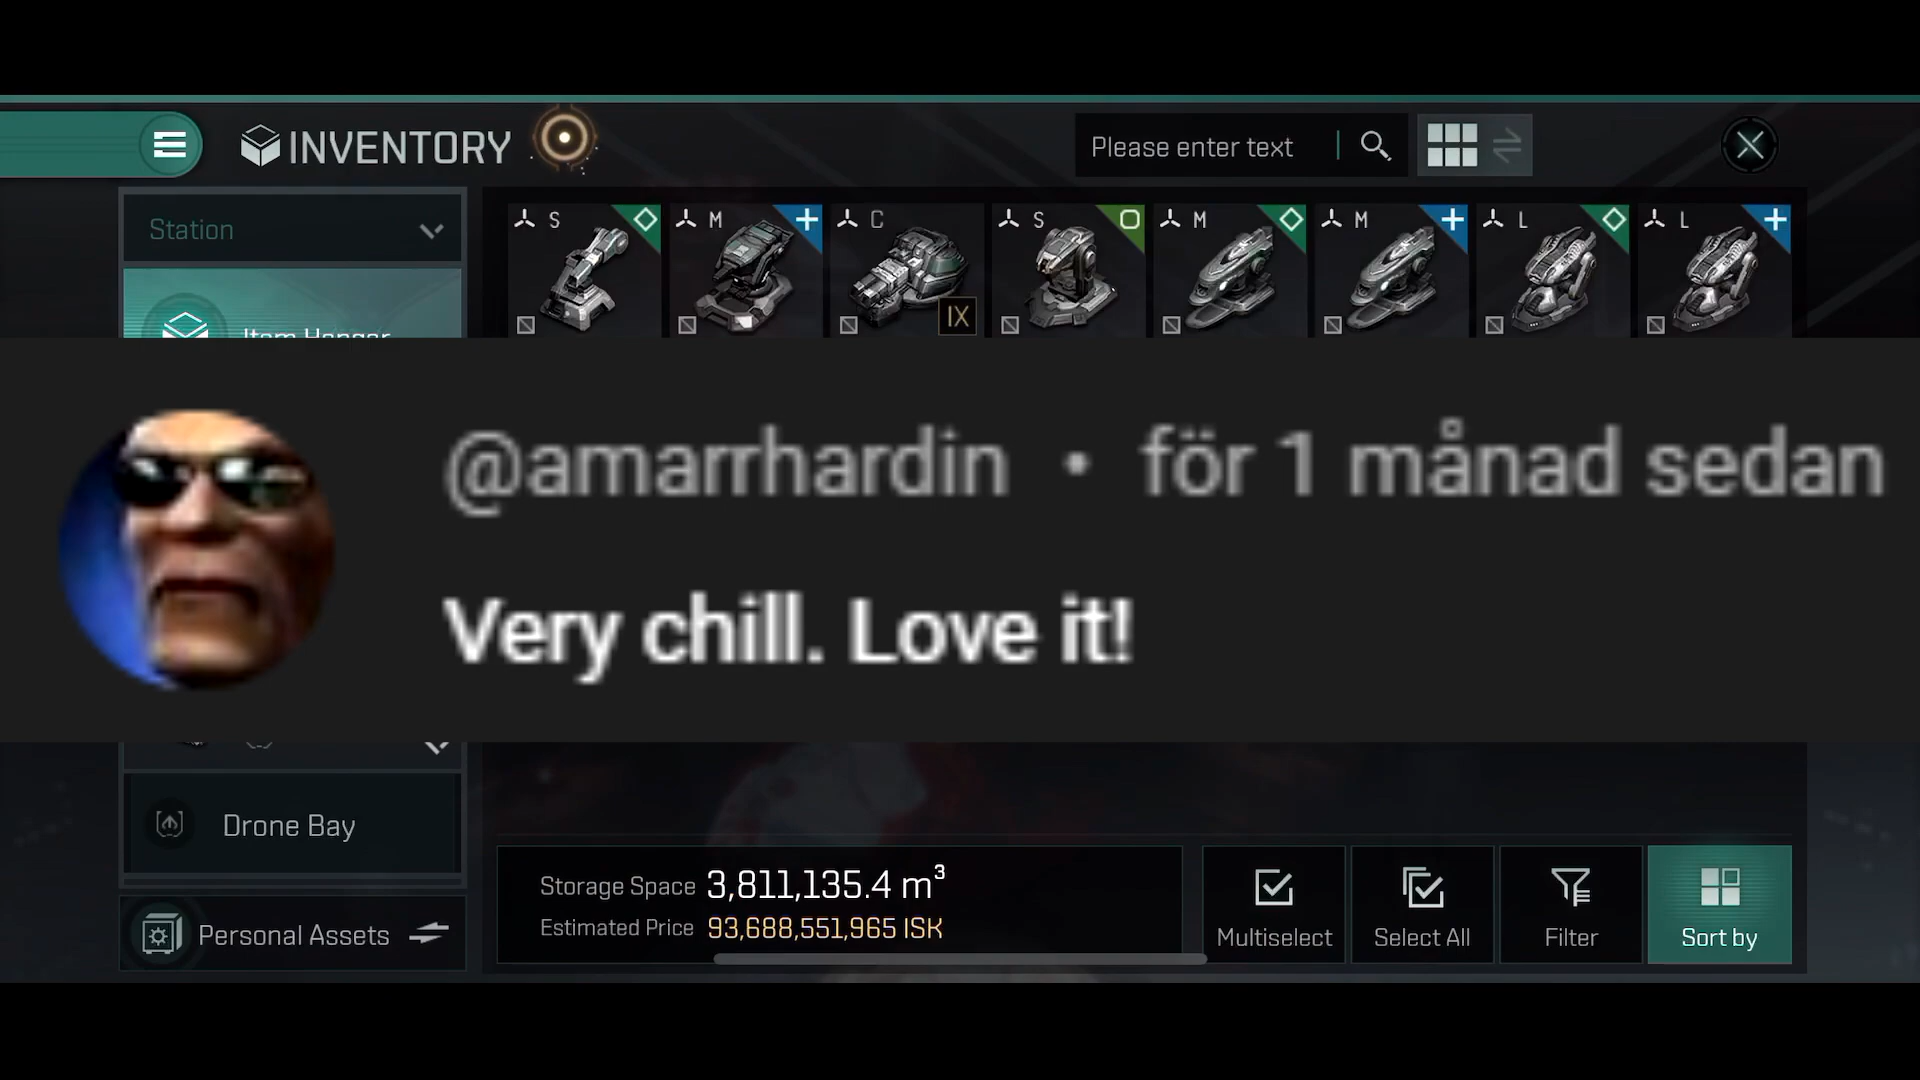 INVENTORY
Please enter text
Station
S
M
C
S
M
M
L
L
IX
Item Hangar
@amarrhardin • för 1 månad sedan
Very chill. Love it!
Drone Bay
Personal Assets
Storage Space 3,811,135.4 m³
Estimated Price 93,688,551,965 ISK
Multiselect
Select All
Filter
Sort by